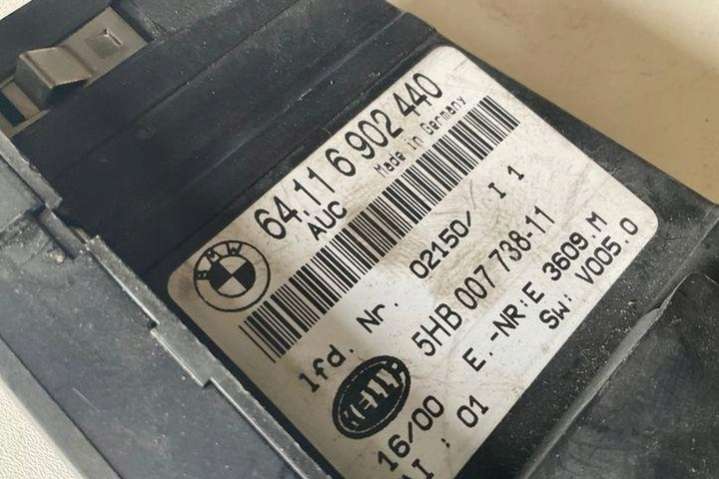 BMW
64.11 6 902 440
AUC Made in Germany
lfd. Nr. 02150/ I 1
5HB 007 738-11
HELLA
E.-NR:E 3609.M
16/00 SW: V005.0
AI : 01